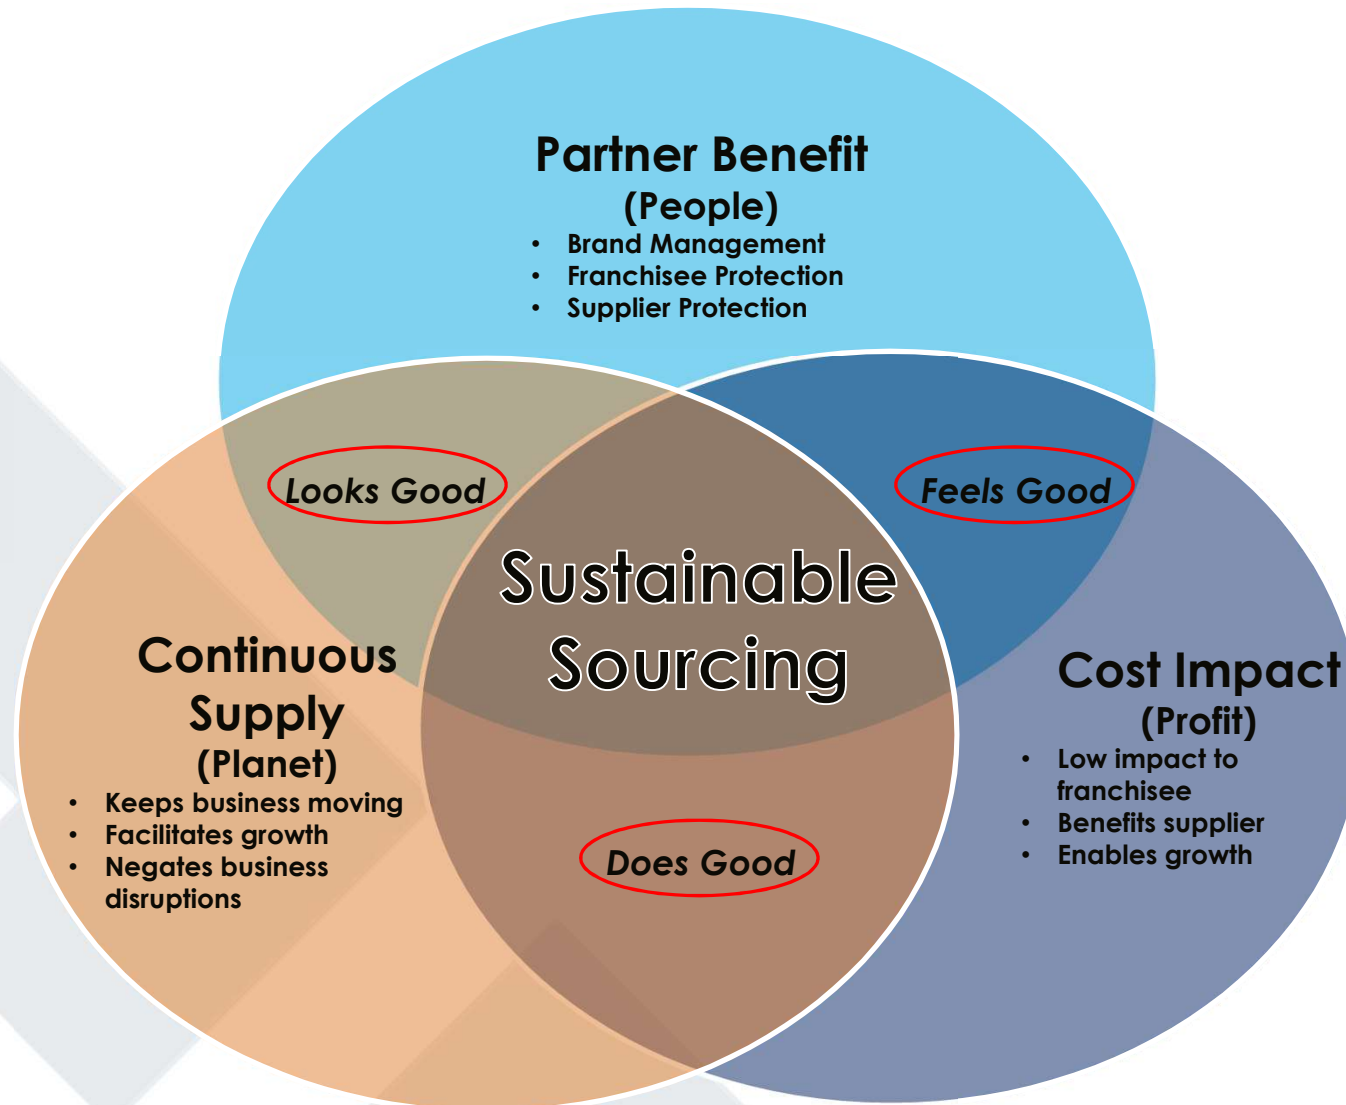 Partner Benefit
(People)
• Brand Management
• Franchisee Protection
• Supplier Protection
Looks Good
Feels Good
Sustainable
Sourcing
Continuous
Supply
(Planet)
• Keeps business moving
• Facilitates growth
• Negates business
disruptions
Cost Impact
(Profit)
• Low impact to
franchisee
• Benefits supplier
• Enables growth
Does Good